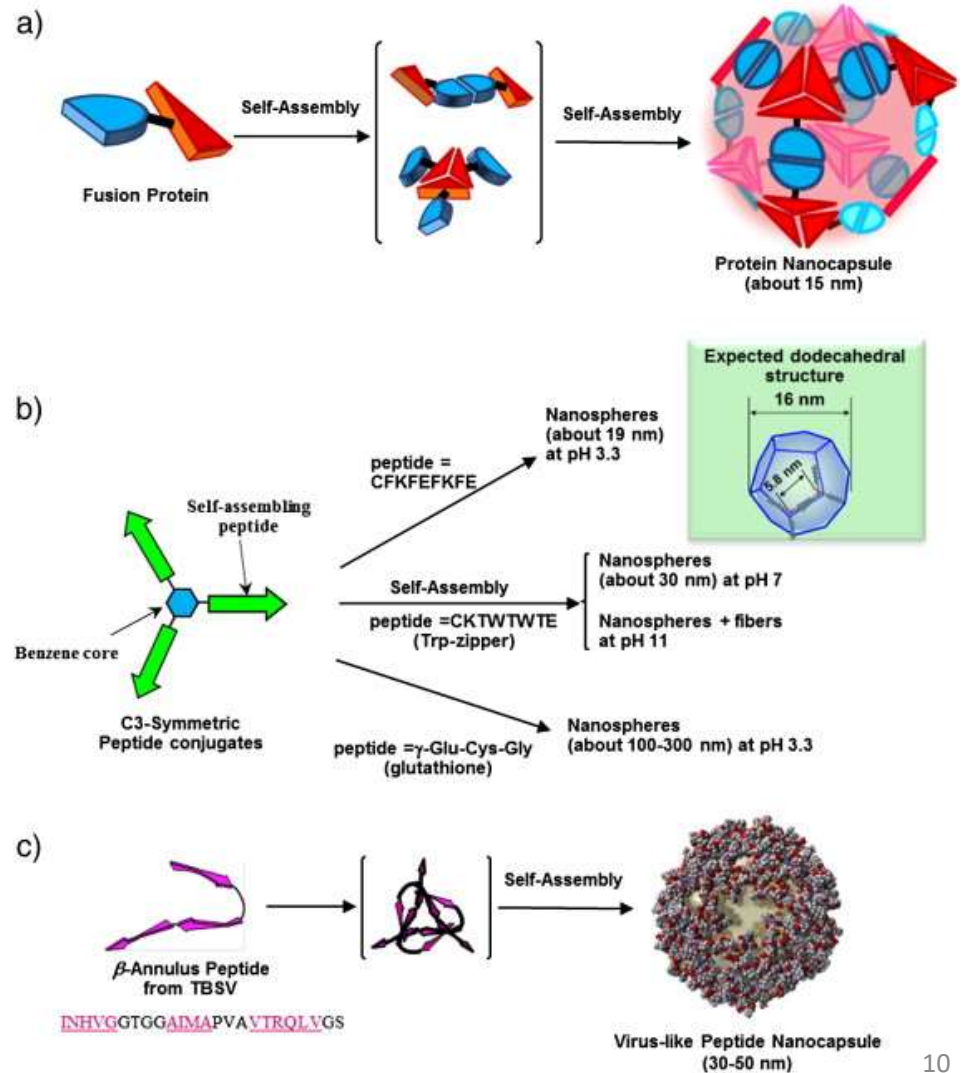 a)
Self-Assembly
Self-Assembly
Fusion Protein
Protein Nanocapsule
(about 15 nm)
b)
Expected dodecahedral
structure
16 nm
5.8 nm
Nanospheres
(about 19 nm)
at pH 3.3
peptide =
CFKFEFKFE
Self-assembling
peptide
Benzene core
C3-Symmetric
Peptide conjugates
Self-Assembly
peptide =CKTWTWTE
(Trp-zipper)
Nanospheres
(about 30 nm) at pH 7
Nanospheres + fibers
at pH 11
peptide =γ-Glu-Cys-Gly
(glutathione)
Nanospheres
(about 100-300 nm) at pH 3.3
c)
Self-Assembly
β-Annulus Peptide
from TBSV
INHVGGTGGAIMAPVAVTRQLVGS
Virus-like Peptide Nanocapsule
(30-50 nm)
10